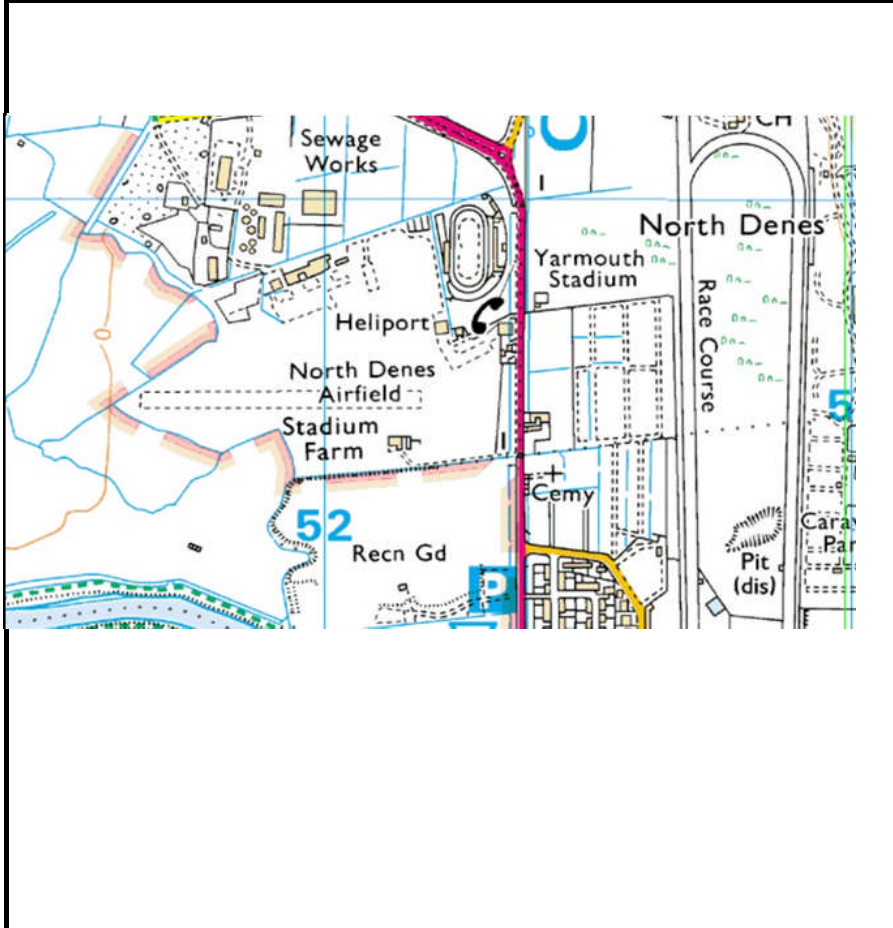 CH
Sewage
Works
North Denes
Yarmouth
Stadium
Race Course
Heliport
North Denes
Airfield
Stadium
Farm
5
Cemy
52
Recn Gd
Pit
(dis)
P